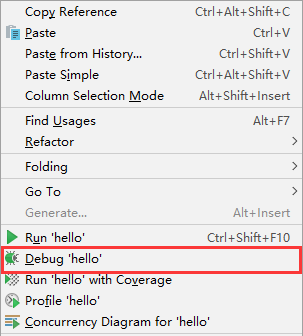 Copy Reference Ctrl+Alt+Shift+C
Paste Ctrl+V
Paste from History... Ctrl+V
Paste Simple Ctrl+Alt+Shift+V
Column Selection Mode Alt+Shift+Insert
Find Usages Alt+F7
Refactor
Folding
Go To
Generate... Alt+Insert
Run 'hello' Ctrl+Shift+F10
Debug 'hello'
Run 'hello' with Coverage
Profile 'hello'
Concurrency Diagram for 'hello'